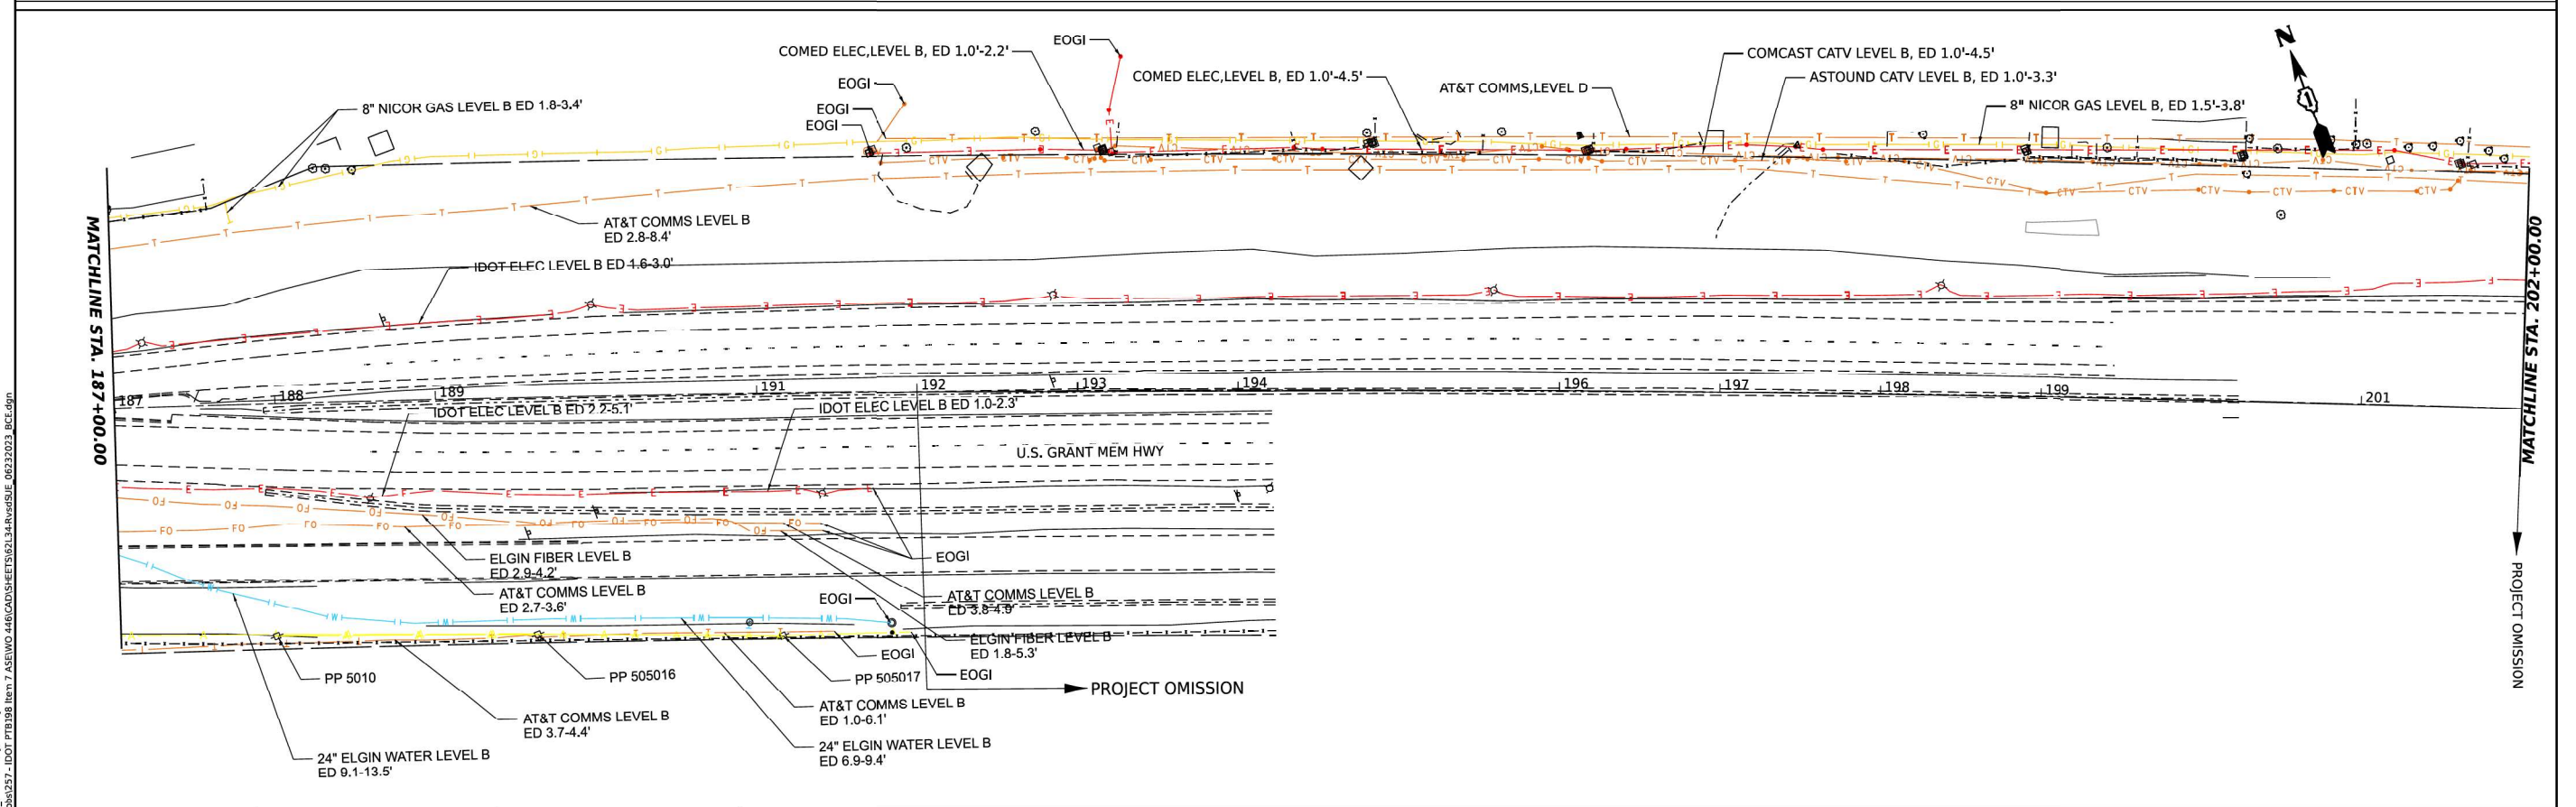 COMED ELEC,LEVEL B, ED 1.0'-2.2'
EOGI
COMED ELEC,LEVEL B, ED 1.0'-4.5'
COMCAST CATV LEVEL B, ED 1.0'-4.5'
ASTOUND CATV LEVEL B, ED 1.0'-3.3'
N
1
EOGI
AT&T COMMS,LEVEL D
8" NICOR GAS LEVEL B ED 1.8-3.4'
EOGI
EOGI
8" NICOR GAS LEVEL B, ED 1.5'-3.8'
AT&T COMMS LEVEL B
ED 2.8-8.4'
MATCHLINE STA. 187+00.00
MATCHLINE STA. 202+00.00
IDOT ELEC LEVEL B ED 1.6-3.0'
187
188
189
191
192
193
194
196
197
198
199
201
IDOT ELEC LEVEL B ED 2.2-5.1'
IDOT ELEC LEVEL B ED 1.0-2.3'
U.S. GRANT MEM HWY
ELGIN FIBER LEVEL B
ED 2.9-4.2'
EOGI
AT&T COMMS LEVEL B
ED 2.7-3.6'
EOGI
AT&T COMMS LEVEL B
ED 3.8-4.9'
ELGIN FIBER LEVEL B
ED 1.8-5.3'
EOGI
EOGI
PP 5010
PP 505016
PP 505017
PROJECT OMISSION
PROJECT OMISSION
AT&T COMMS LEVEL B
ED 1.0-6.1'
AT&T COMMS LEVEL B
ED 3.7-4.4'
24" ELGIN WATER LEVEL B
ED 6.9-9.4'
24" ELGIN WATER LEVEL B
ED 9.1-13.5'